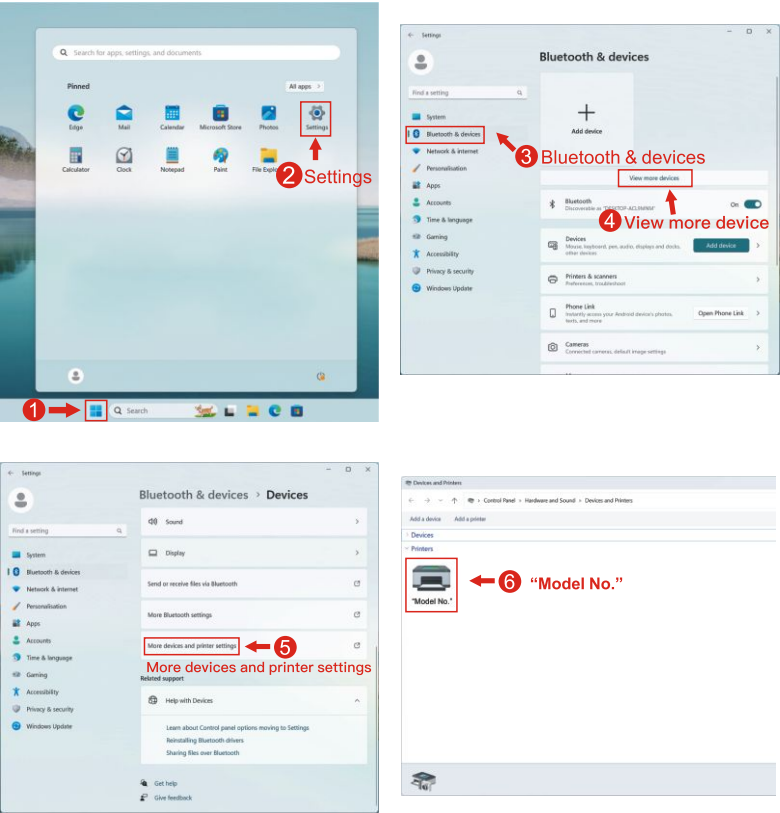 Search for apps, settings, and documents
Pinned
All apps >
Edge
Mail
Calendar
Microsoft Store
Photos
Settings
Calculator
Clock
Notepad
Paint
File Explo
2 Settings
1
Search
Settings
Bluetooth & devices
Find a setting
Add device
System
Bluetooth & devices
3 Bluetooth & devices
Network & internet
Personalisation
View more devices
Apps
Accounts
Bluetooth
Discoverable as
On
4 View more device
Time & language
Gaming
Devices
Mouse, keyboard, pen, audio, displays and docks,
other devices
Add device
Accessibility
Privacy & security
Printers & scanners
Preferences, troubleshoot
Windows Update
Phone Link
Instantly access your Android device's photos,
texts, and more
Open Phone Link
Cameras
Connected cameras, default image settings
Settings
Bluetooth & devices > Devices
Find a setting
Sound
System
Display
Bluetooth & devices
Send or receive files via Bluetooth
Network & internet
Personalisation
More Bluetooth settings
Apps
Accounts
More devices and printer settings
5
More devices and printer settings
Time & language
Gaming
Related support
Accessibility
Help with Devices
Privacy & security
Windows Update
Learn about Control panel options moving to Settings
Reinstalling Bluetooth drivers
Sharing files over Bluetooth
Get help
Give feedback
Devices and Printers
Control Panel > Hardware and Sound > Devices and Printers
Add a device
Add a printer
Devices
Printers
6 “Model No.”
"Model No."